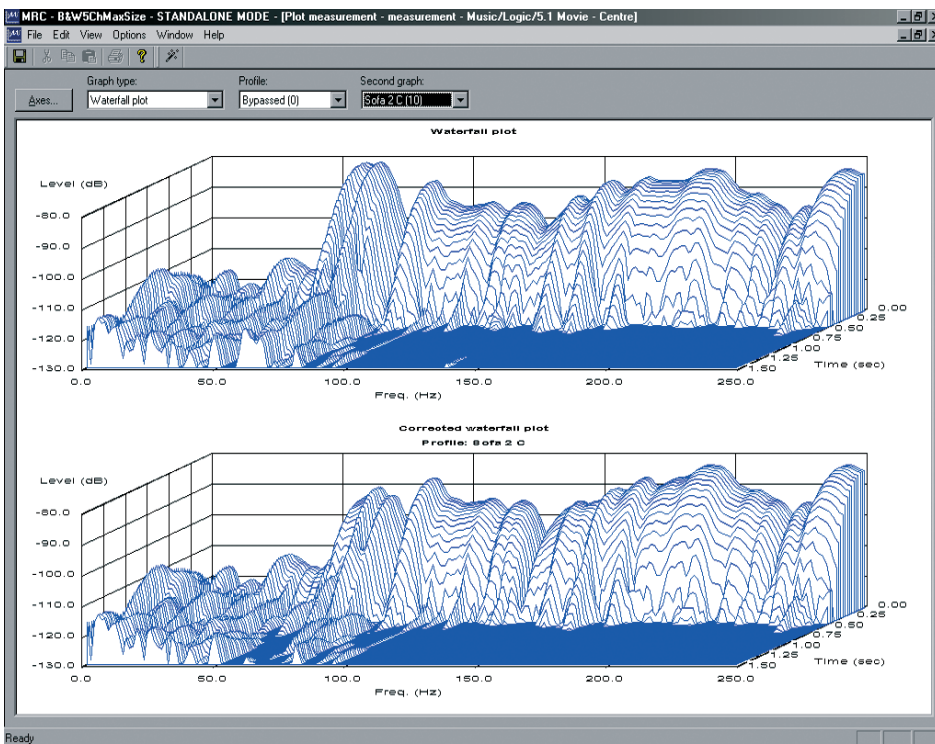 MRC - B&W5ChMaxSize - STANDALONE MODE - [Plot measurement - measurement - Music/Logic/5.1 Movie - Centre]
File Edit View Options Window Help
Graph type: Profile: Second graph:
Axes... Waterfall plot Bypassed (0) Sofa 2 C (10)
Waterfall plot
Level (dB)
-80.0
-90.0
-100.0
-110.0
-120.0
-130.0
0.0 50.0 100.0 150.0 200.0 250.0
Freq. (Hz)
0.00
0.25
0.50
0.75
1.00
1.25
1.50
Time (sec)
Corrected waterfall plot
Profile: Sofa 2 C
Level (dB)
-80.0
-90.0
-100.0
-110.0
-120.0
-130.0
0.0 50.0 100.0 150.0 200.0 250.0
Freq. (Hz)
0.00
0.25
0.50
0.75
1.00
1.25
1.50
Time (sec)
Ready